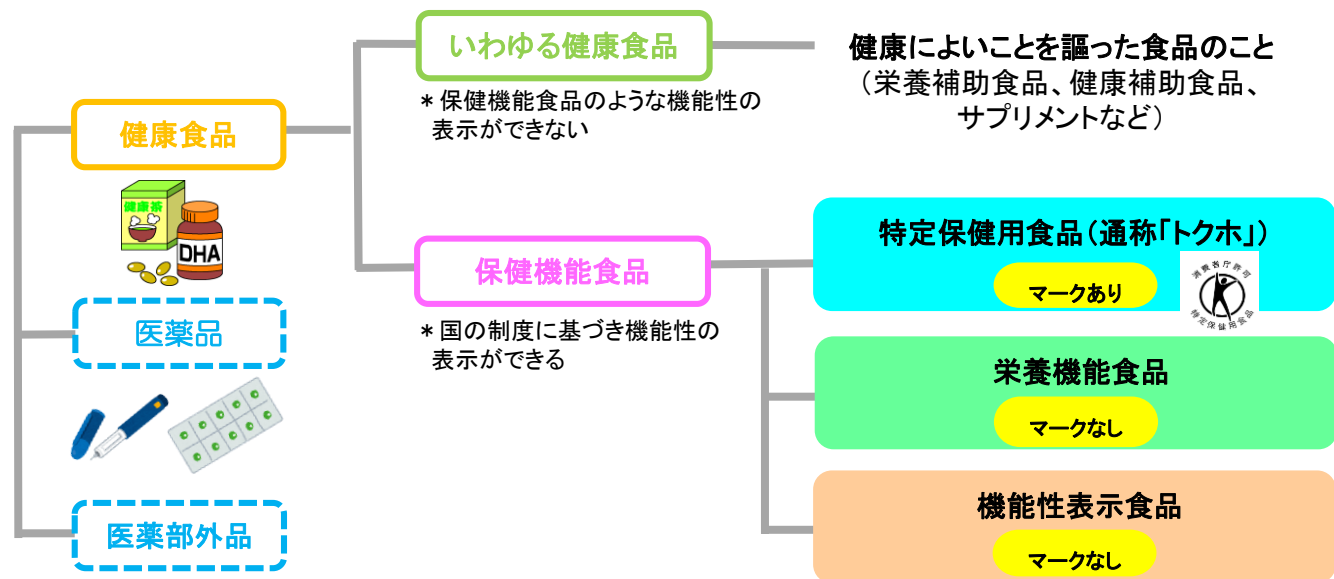 いわゆる健康食品
*保健機能食品のような機能性の
表示ができない
健康によいことを謳った食品のこと
(栄養補助食品、健康補助食品、
サプリメントなど)
健康食品
健康茶
DHA
保健機能食品
*国の制度に基づき機能性の
表示ができる
特定保健用食品(通称「トクホ」)
マークあり
消費者庁許可
特定保健用食品
医薬品
栄養機能食品
マークなし
医薬部外品
機能性表示食品
マークなし